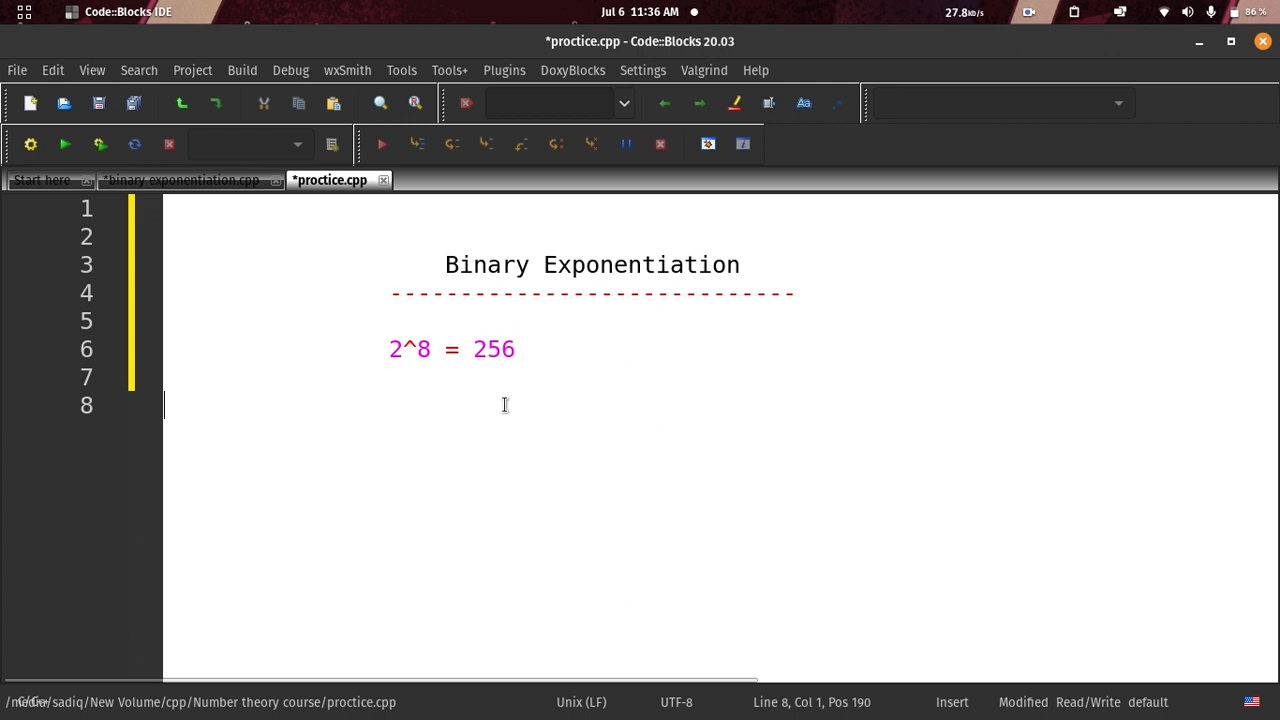 Code::Blocks IDE
Jul 6 11:36 AM
27.8kb/s
86 %
*proctice.cpp - Code::Blocks 20.03
File Edit View Search Project Build Debug wxSmith Tools Tools+ Plugins DoxyBlocks Settings Valgrind Help
Start here *binary exponentiation.cpp *proctice.cpp
1
2
3 Binary Exponentiation
4 -----------------------------
5
6 2^8 = 256
7
8
/media/sadiq/New Volume/cpp/Number theory course/proctice.cpp Unix (LF) UTF-8 Line 8, Col 1, Pos 190 Insert Modified Read/Write default